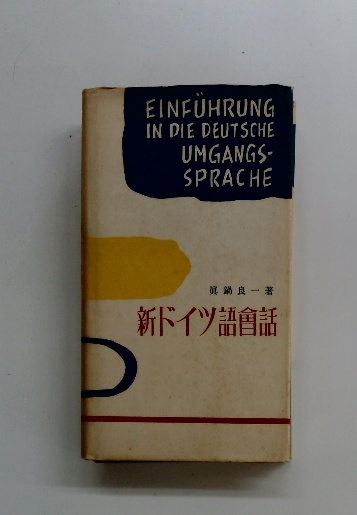 EINFÜHRUNG
IN DIE DEUTSCHE
UMGANGS-
SPRACHE
眞鍋良一著
新ドイツ語會話